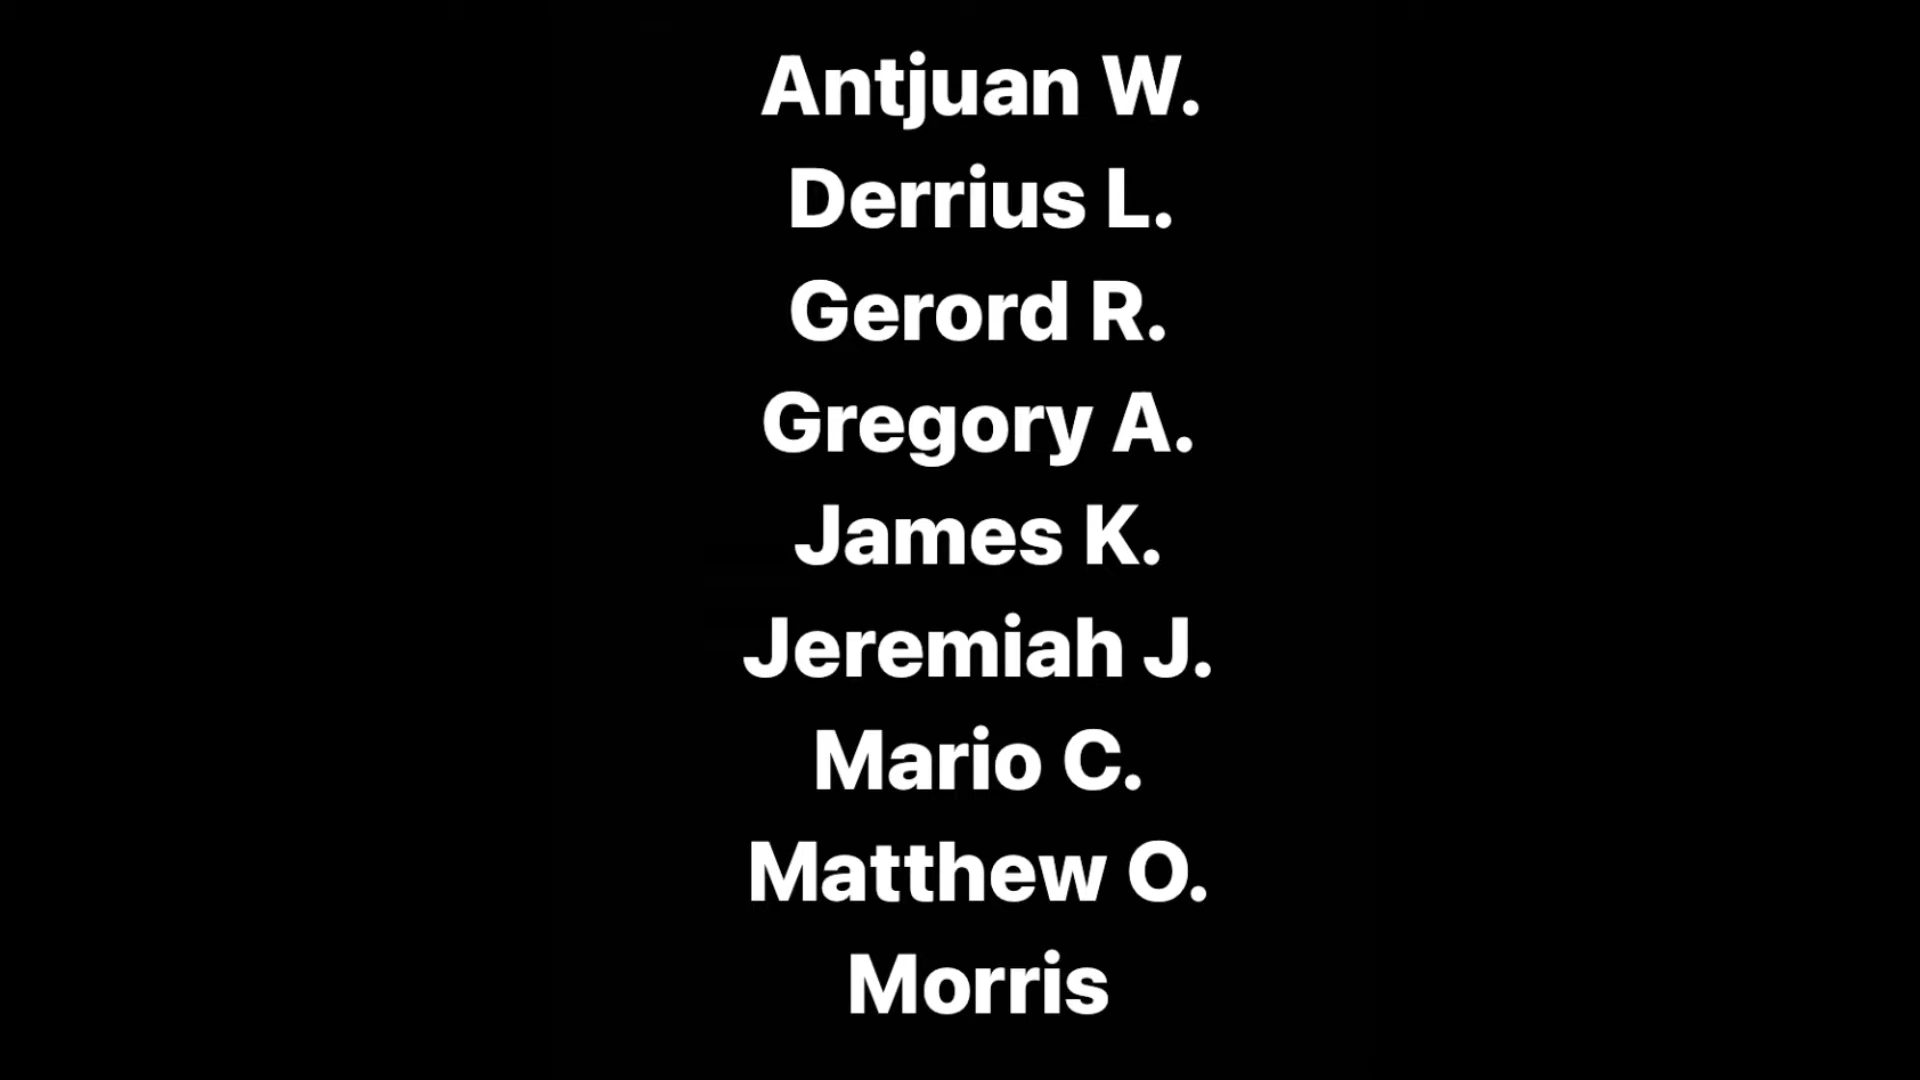 Antjuan W.
Derrius L.
Gerord R.
Gregory A.
James K.
Jeremiah J.
Mario C.
Matthew O.
Morris